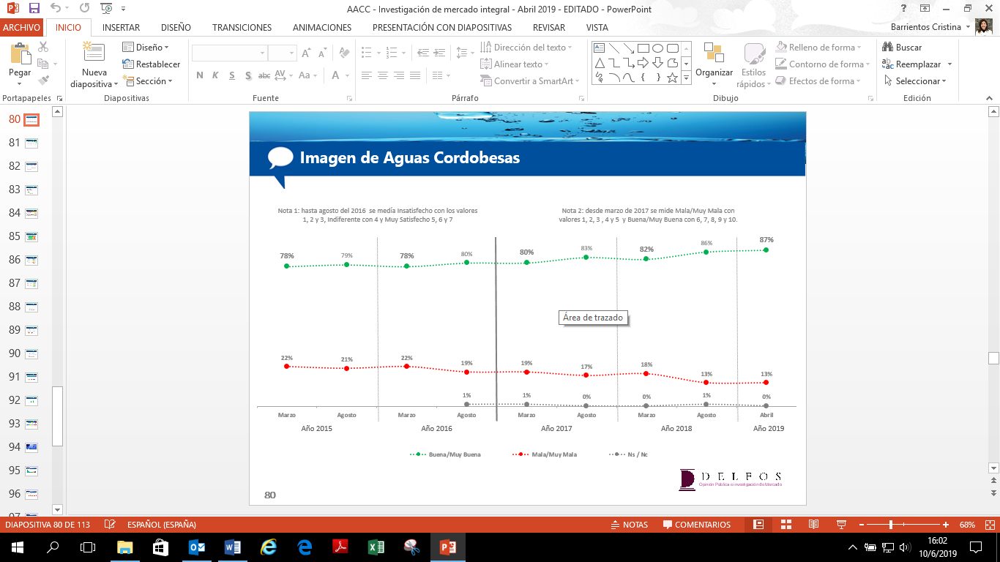 AACC - Investigación de mercado integral - Abril 2019 - EDITADO - PowerPoint
ARCHIVO INICIO INSERTAR DISEÑO TRANSICIONES ANIMACIONES PRESENTACIÓN CON DIAPOSITIVAS REVISAR VISTA Barrientos Cristina
Pegar
Nueva diapositiva
Diseño
Restablecer
Sección
N K S S abc AV Aa A
Dirección del texto
Alinear texto
Convertir a SmartArt
Organizar
Estilos rápidos
Relleno de forma
Contorno de forma
Efectos de forma
Buscar
Reemplazar
Seleccionar
Portapapeles Diapositivas Fuente Párrafo Dibujo Edición
80
81
82
83
84
85
86
87
88
89
90
91
92
93
94
95
96
97
Imagen de Aguas Cordobesas
Nota 1: hasta agosto del 2016 se medía Insatisfecho con los valores
1, 2 y 3, Indiferente con 4 y Muy Satisfecho 5, 6 y 7
Nota 2: desde marzo de 2017 se mide Mala/Muy Mala con
valores 1, 2, 3 , 4 y 5 y Buena/Muy Buena con 6, 7, 8, 9 y 10.
78% 79% 78% 80% 80% 83% 82% 86% 87%
Área de trazado
22% 21% 22% 19% 19% 17% 18% 13% 13%
1% 1% 0% 0% 1% 0%
Marzo Agosto Marzo Agosto Marzo Agosto Marzo Agosto Abril
Año 2015 Año 2016 Año 2017 Año 2018 Año 2019
Buena/Muy Buena Mala/Muy Mala Ns / Nc
DELFOS
Opinión Pública e investigación de Mercado
80
DIAPOSITIVA 80 DE 113 ESPAÑOL (ESPAÑA) NOTAS COMENTARIOS 68%
16:02
10/6/2019